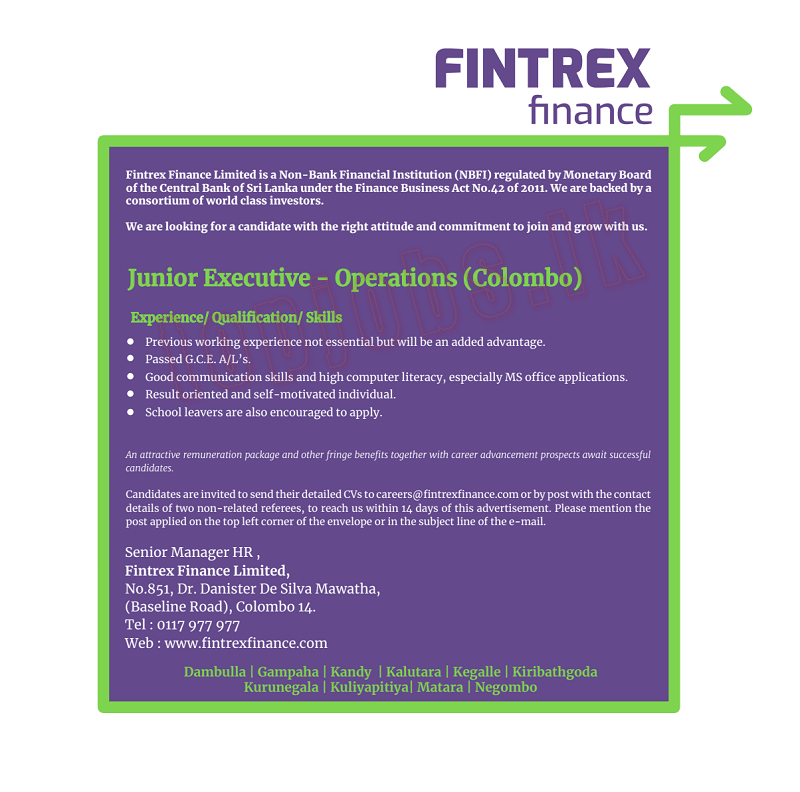 FINTREX
finance
Fintrex Finance Limited is a Non-Bank Financial Institution (NBFI) regulated by Monetary Board
of the Central Bank of Sri Lanka under the Finance Business Act No.42 of 2011. We are backed by a
consortium of world class investors.
We are looking for a candidate with the right attitude and commitment to join and grow with us.
Junior Executive - Operations (Colombo)
Experience/ Qualification/ Skills
● Previous working experience not essential but will be an added advantage.
● Passed G.C.E. A/L's.
● Good communication skills and high computer literacy, especially MS office applications.
● Result oriented and self-motivated individual.
● School leavers are also encouraged to apply.
An attractive remuneration package and other fringe benefits together with career advancement prospects await successful
candidates.
Candidates are invited to send their detailed CVs to careers@fintrexfinance.com or by post with the contact
details of two non-related referees, to reach us within 14 days of this advertisement. Please mention the
post applied on the top left corner of the envelope or in the subject line of the e-mail.
Senior Manager HR ,
Fintrex Finance Limited,
No.851, Dr. Danister De Silva Mawatha,
(Baseline Road), Colombo 14.
Tel : 0117 977 977
Web : www.fintrexfinance.com
Dambulla | Gampaha | Kandy | Kalutara | Kegalle | Kiribathgoda
Kurunegala | Kuliyapitiya| Matara | Negombo